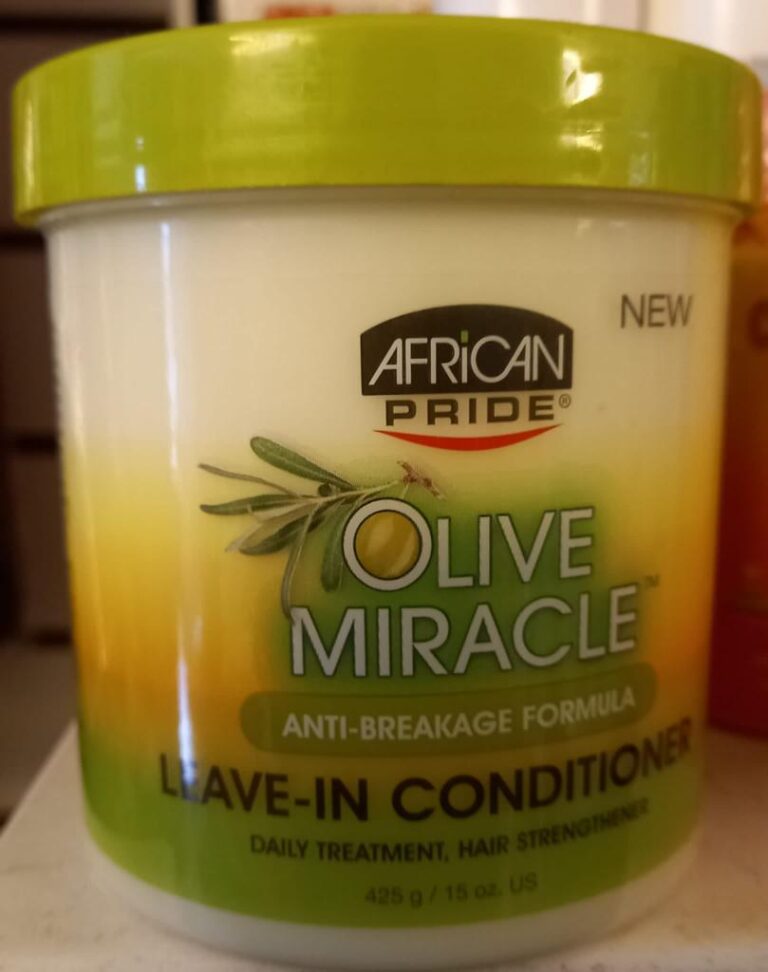 NEW
AFRiCAN
PRIDE®
OLIVE
MIRACLE™
ANTI-BREAKAGE FORMULA
LEAVE-IN CONDITIONER
DAILY TREATMENT, HAIR STRENGTHENER
425 g / 15 oz. US